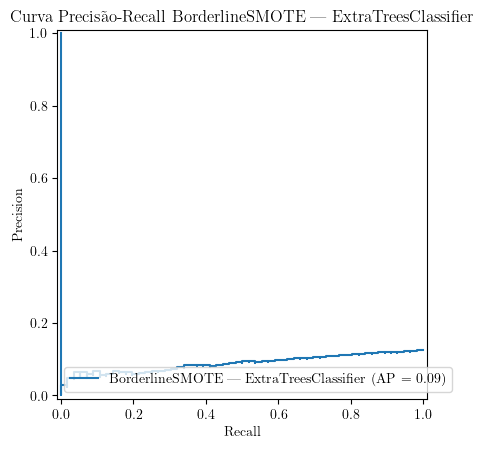 Curva Precisão-Recall BorderlineSMOTE — ExtraTreesClassifier
1.0
0.8
0.6
0.4
0.2
0.0
Precision
BorderlineSMOTE — ExtraTreesClassifier (AP = 0.09)
0.0 0.2 0.4 0.6 0.8 1.0
Recall